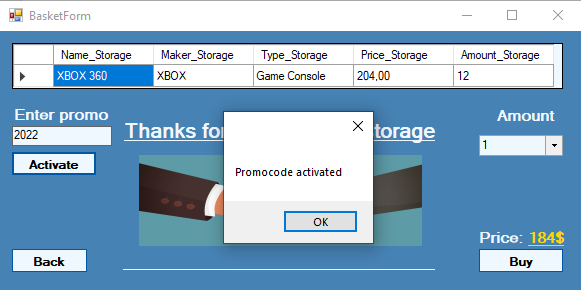 BasketForm
Name_Storage Maker_Storage Type_Storage Price_Storage Amount_Storage
XBOX 360 XBOX Game Console 204,00 12
Enter promo
2022
Activate
Thanks for
torage
Amount
1
Promocode activated
OK
Price: 184$
Back
Buy